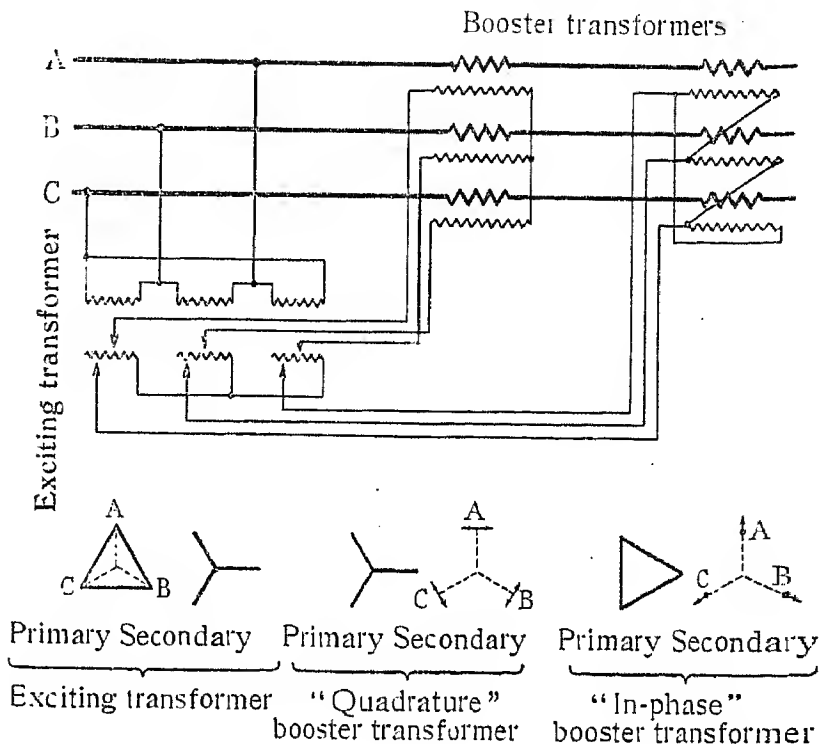 Booster transformers
A
B
C
Exciting transformer
A
C
B
A
C
B
A
C
B
Primary Secondary
Primary Secondary
Primary Secondary
Exciting transformer
"Quadrature"
booster transformer
"In-phase"
booster transformer